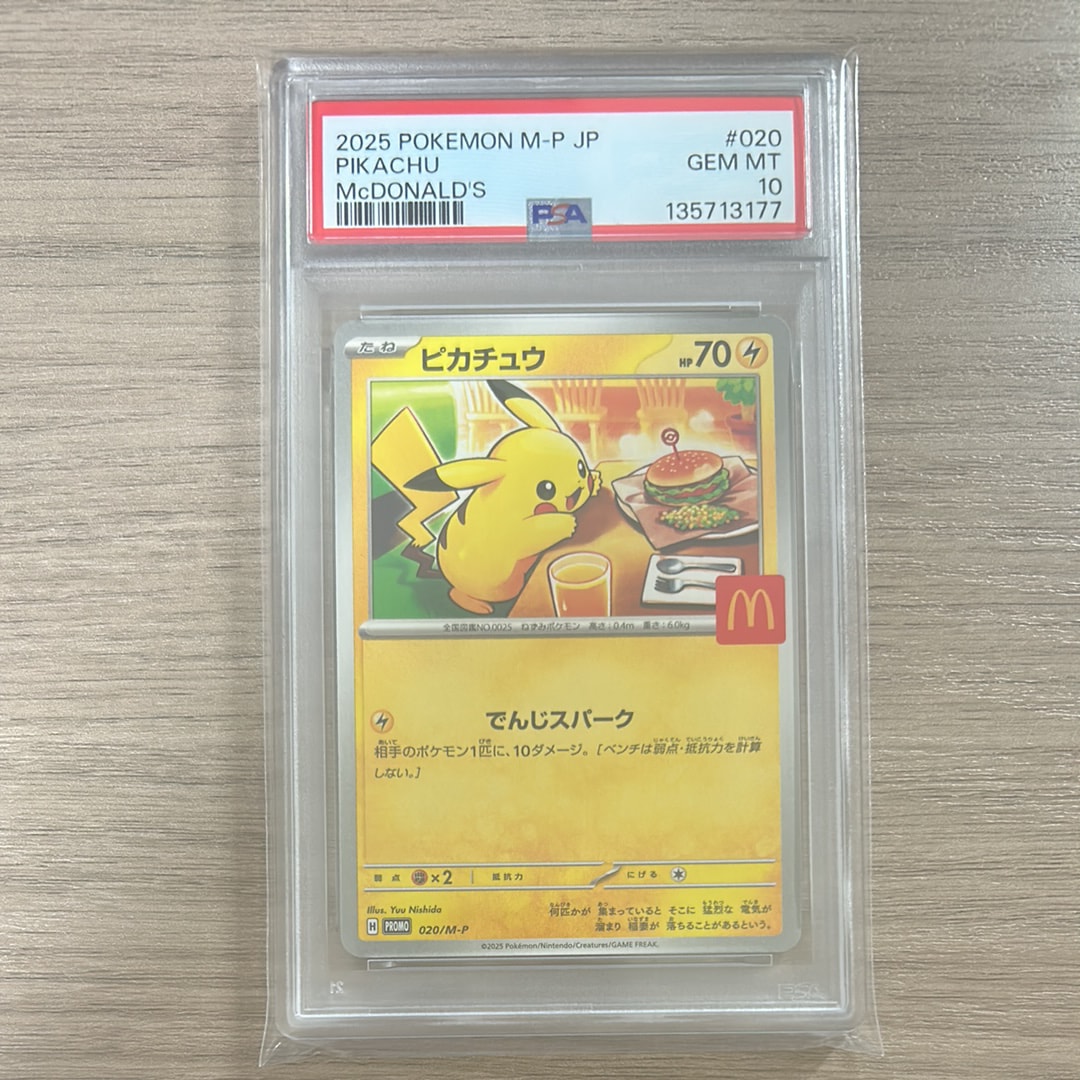 2025 POKEMON M-P JP #020
PIKACHU GEM MT
McDONALD'S 10
PSA 135713177
たね ピカチュウ HP 70
全国図鑑NO.0025 ねずみポケモン 高さ:0.4m 重さ:6.0kg
M
でんじスパーク
相手のポケモン1匹に、10ダメージ。[ベンチは弱点・抵抗力を計算
しない。]
弱点 ×2 抵抗力 にげる
Illus. Yuu Nishida
何匹かが 集まっていると そこに 猛烈な 電気が
溜まり 稲妻が 落ちることがあるという。
H PROMO 020/M-P
©2025 Pokémon/Nintendo/Creatures/GAME FREAK.
PSA